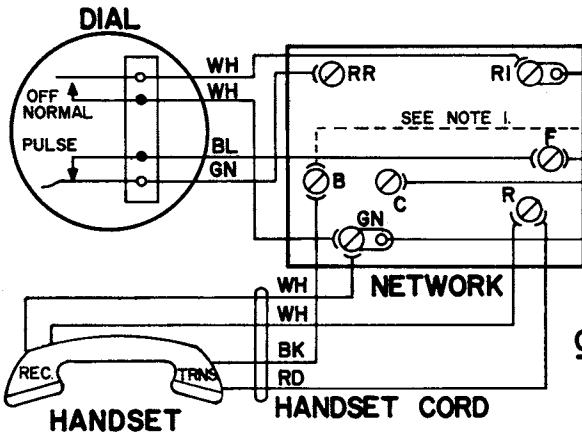 DIAL
WH
RR
RI
OFF
NORMAL
WH
SEE NOTE 1.
F
PULSE
BL
GN
B
C
R
GN
WH
NETWORK
WH
BK
REC.
TRNS
RD
HANDSET
HANDSET CORD